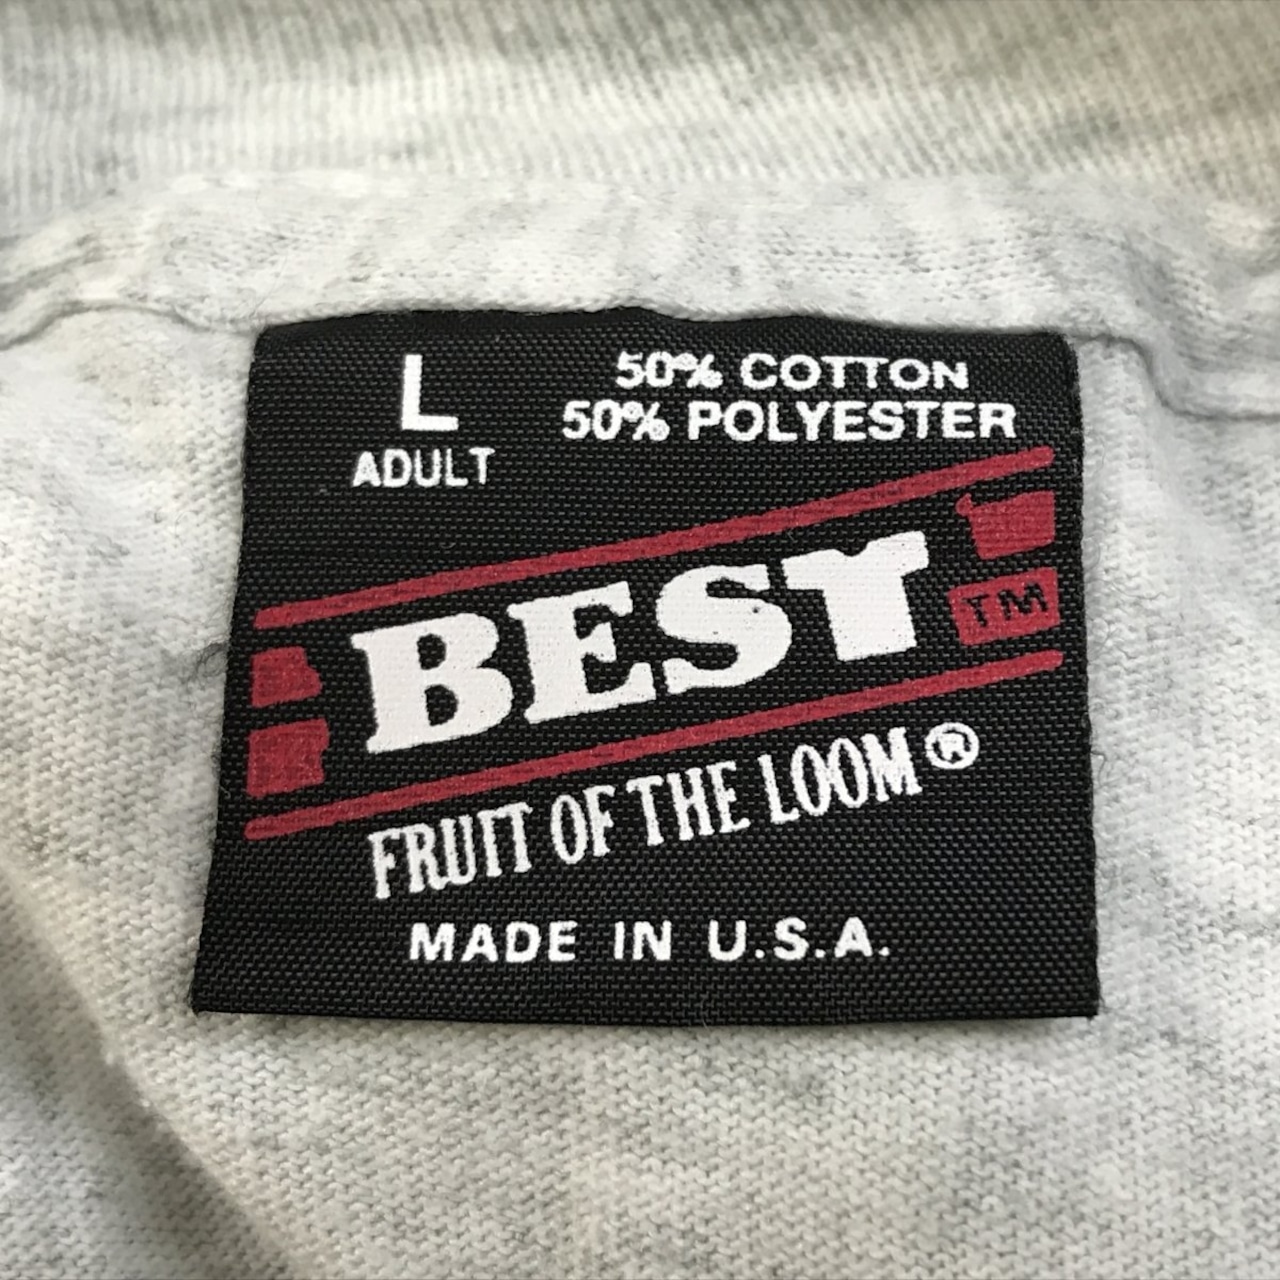 L
ADULT
50% COTTON
50% POLYESTER
BEST
TM
FRUIT OF THE LOOM®
MADE IN U.S.A.